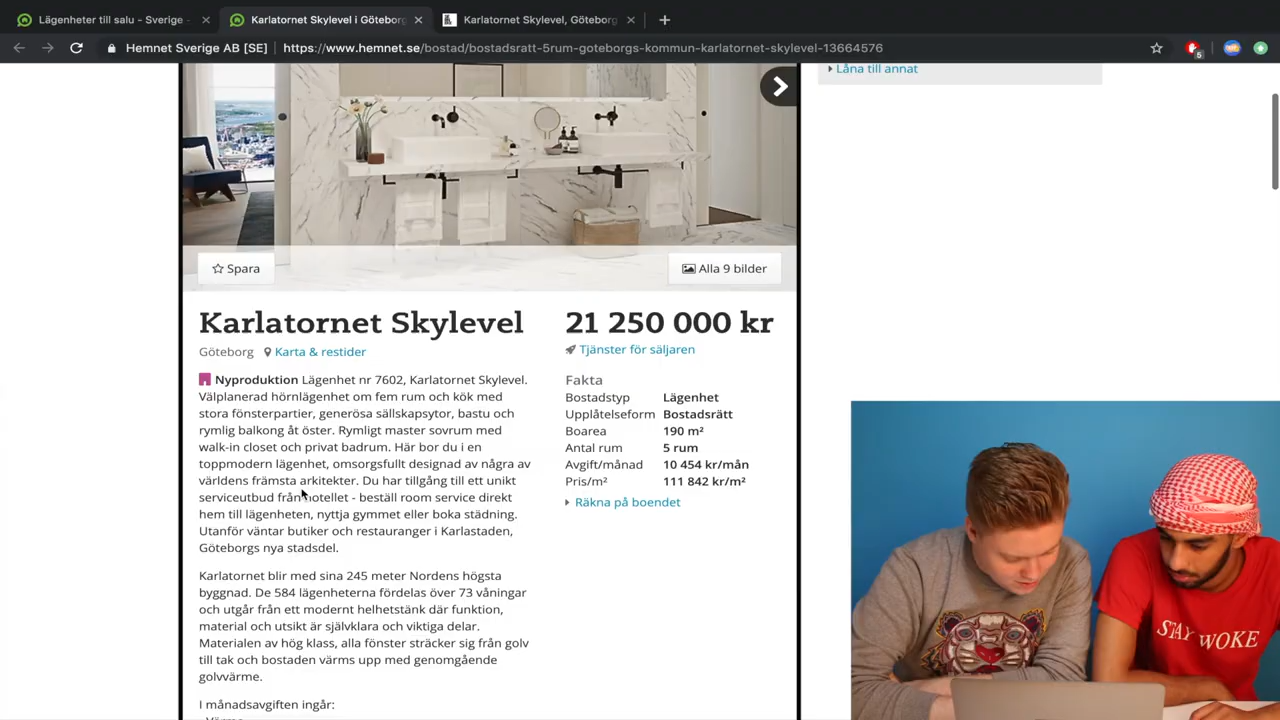 Lägenheter till salu - Sverige
Karlatornet Skylevel i Göteborg
Karlatornet Skylevel, Göteborg
Hemnet Sverige AB [SE]
https://www.hemnet.se/bostad/bostadsratt-5rum-goteborgs-kommun-karlatornet-skylevel-13664576
5
Låna till annat
Spara
Alla 9 bilder
Karlatornet Skylevel
Göteborg Karta & restider
Nyproduktion Lägenhet nr 7602, Karlatornet Skylevel.
Välplanerad hörnlägenhet om fem rum och kök med
stora fönsterpartier, generösa sällskapsytor, bastu och
rymlig balkong åt öster. Rymligt master sovrum med
walk-in closet och privat badrum. Här bor du i en
toppmodern lägenhet, omsorgsfullt designad av några av
världens främsta arkitekter. Du har tillgång till ett unikt
serviceutbud från hotellet - beställ room service direkt
hem till lägenheten, nyttja gymmet eller boka städning.
Utanför väntar butiker och restauranger i Karlastaden,
Göteborgs nya stadsdel.
Karlatornet blir med sina 245 meter Nordens högsta
byggnad. De 584 lägenheterna fördelas över 73 våningar
och utgår från ett modernt helhetstänk där funktion,
material och utsikt är självklara och viktiga delar.
Materialen av hög klass, alla fönster sträcker sig från golv
till tak och bostaden värms upp med genomgående
golvvärme.
I månadsavgiften ingår:
- Värme
21 250 000 kr
Tjänster för säljaren
Fakta
Bostadstyp Lägenhet
Upplåtelseform Bostadsrätt
Boarea 190 m²
Antal rum 5 rum
Avgift/månad 10 454 kr/mån
Pris/m² 111 842 kr/m²
Räkna på boendet
STAY WOKE